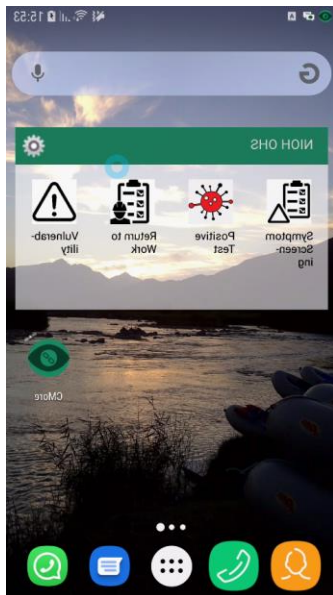 15:53
G
NIOH OHS
Symptom
Screen-
ing
Positive
Test
Return to
Work
Vulnerab-
ility
CMore